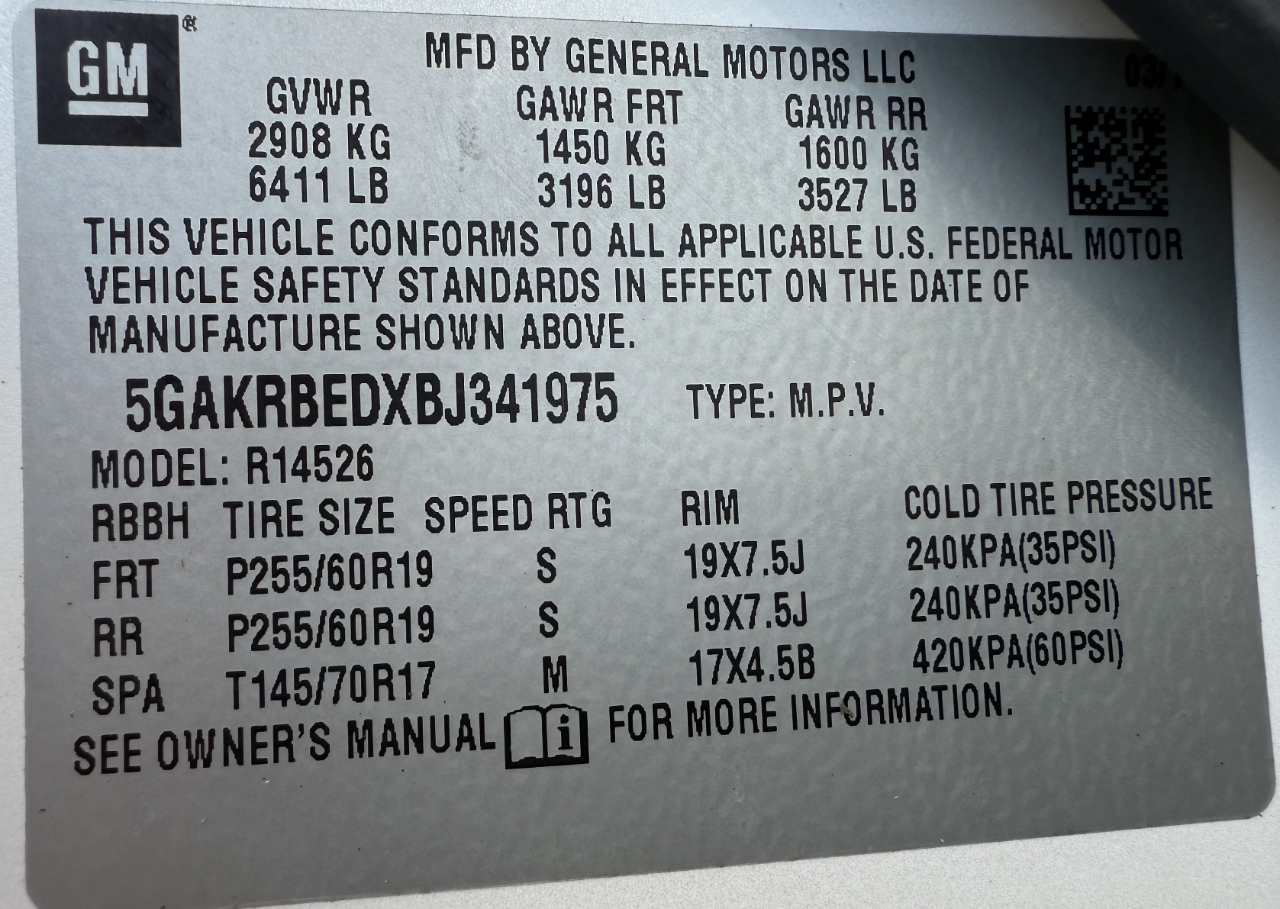 GM ®
MFD BY GENERAL MOTORS LLC
GVWR GAWR FRT GAWR RR
2908 KG 1450 KG 1600 KG
6411 LB 3196 LB 3527 LB
THIS VEHICLE CONFORMS TO ALL APPLICABLE U.S. FEDERAL MOTOR
VEHICLE SAFETY STANDARDS IN EFFECT ON THE DATE OF
MANUFACTURE SHOWN ABOVE.
5GAKRBEDXBJ341975 TYPE: M.P.V.
MODEL: R14526
RBBH TIRE SIZE SPEED RTG RIM COLD TIRE PRESSURE
FRT P255/60R19 S 19X7.5J 240KPA(35PSI)
RR P255/60R19 S 19X7.5J 240KPA(35PSI)
SPA T145/70R17 M 17X4.5B 420KPA(60PSI)
SEE OWNER'S MANUAL i FOR MORE INFORMATION.